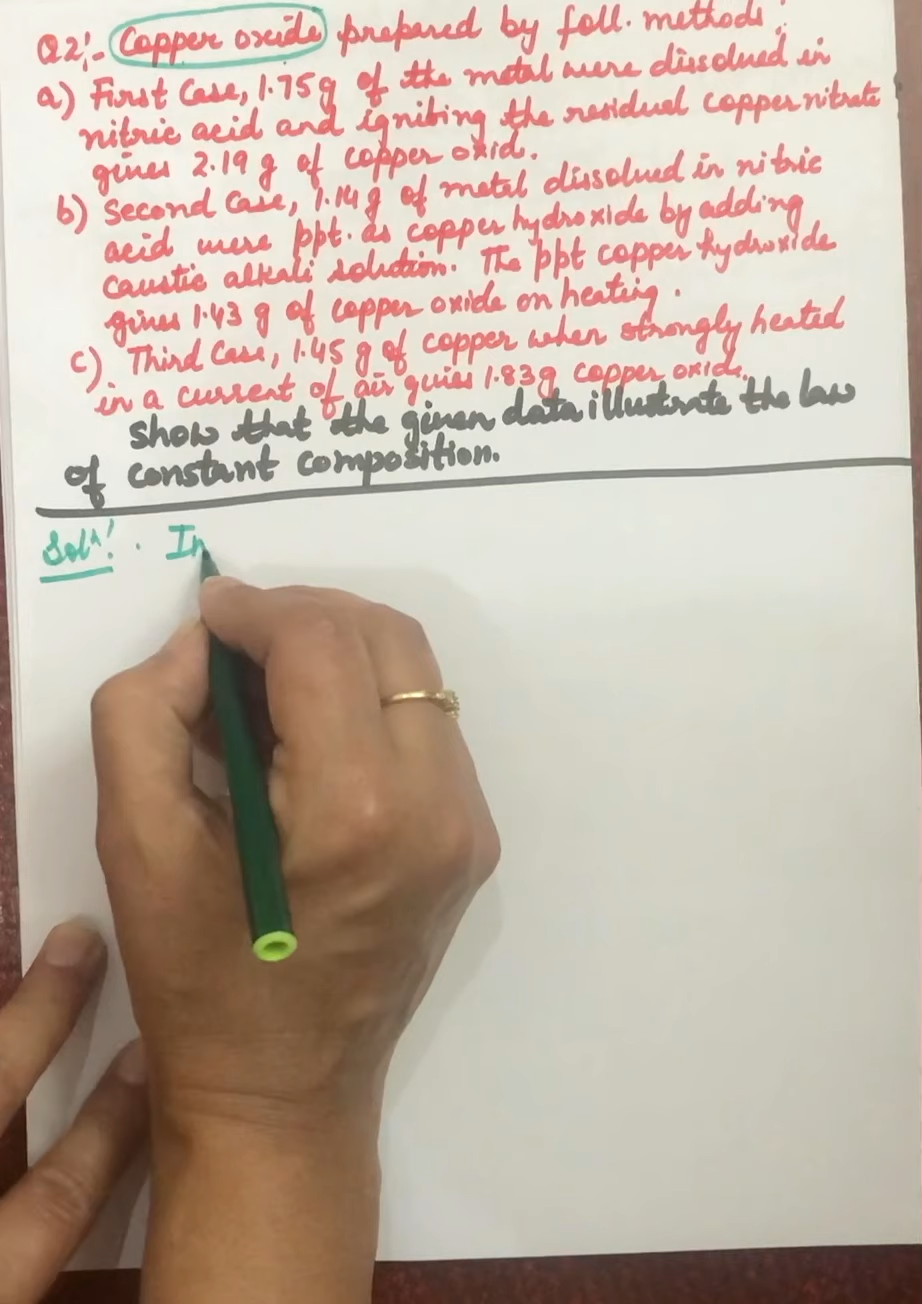 Q2:- Copper oxide prepared by foll. methods:
a) First Case, 1.75g of the metal were dissolved in
nitric acid and igniting the residual copper nitrate
gives 2.19 g of copper oxid.
b) Second Case, 1.14g of metal dissolved in nitric
acid were ppt. as copper hydroxide by adding
caustic alkali solution. The ppt copper hydroxide
gives 1.43 g of copper oxide on heating.
c) Third Case, 1.45 g of copper when strongly heated
in a current of air gives 1.83g copper oxide.
Show that the given data illustrate the law
of constant composition.
Solⁿ: . In